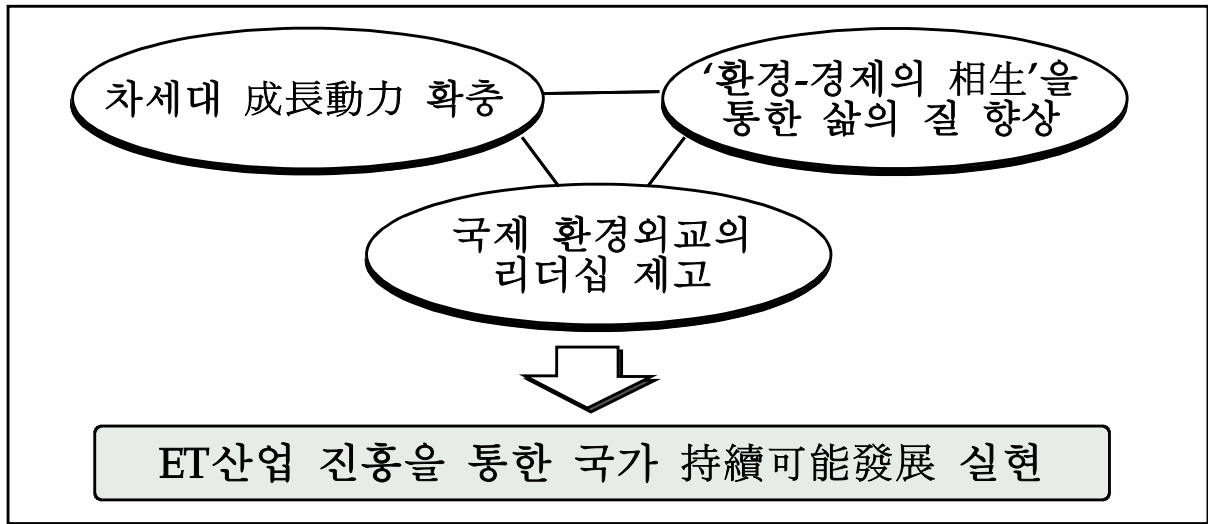 차세대 成長動力 확충
‘환경-경제의 相生’을
통한 삶의 질 향상
국제 환경외교의
리더십 제고
ET산업 진흥을 통한 국가 持續可能發展 실현